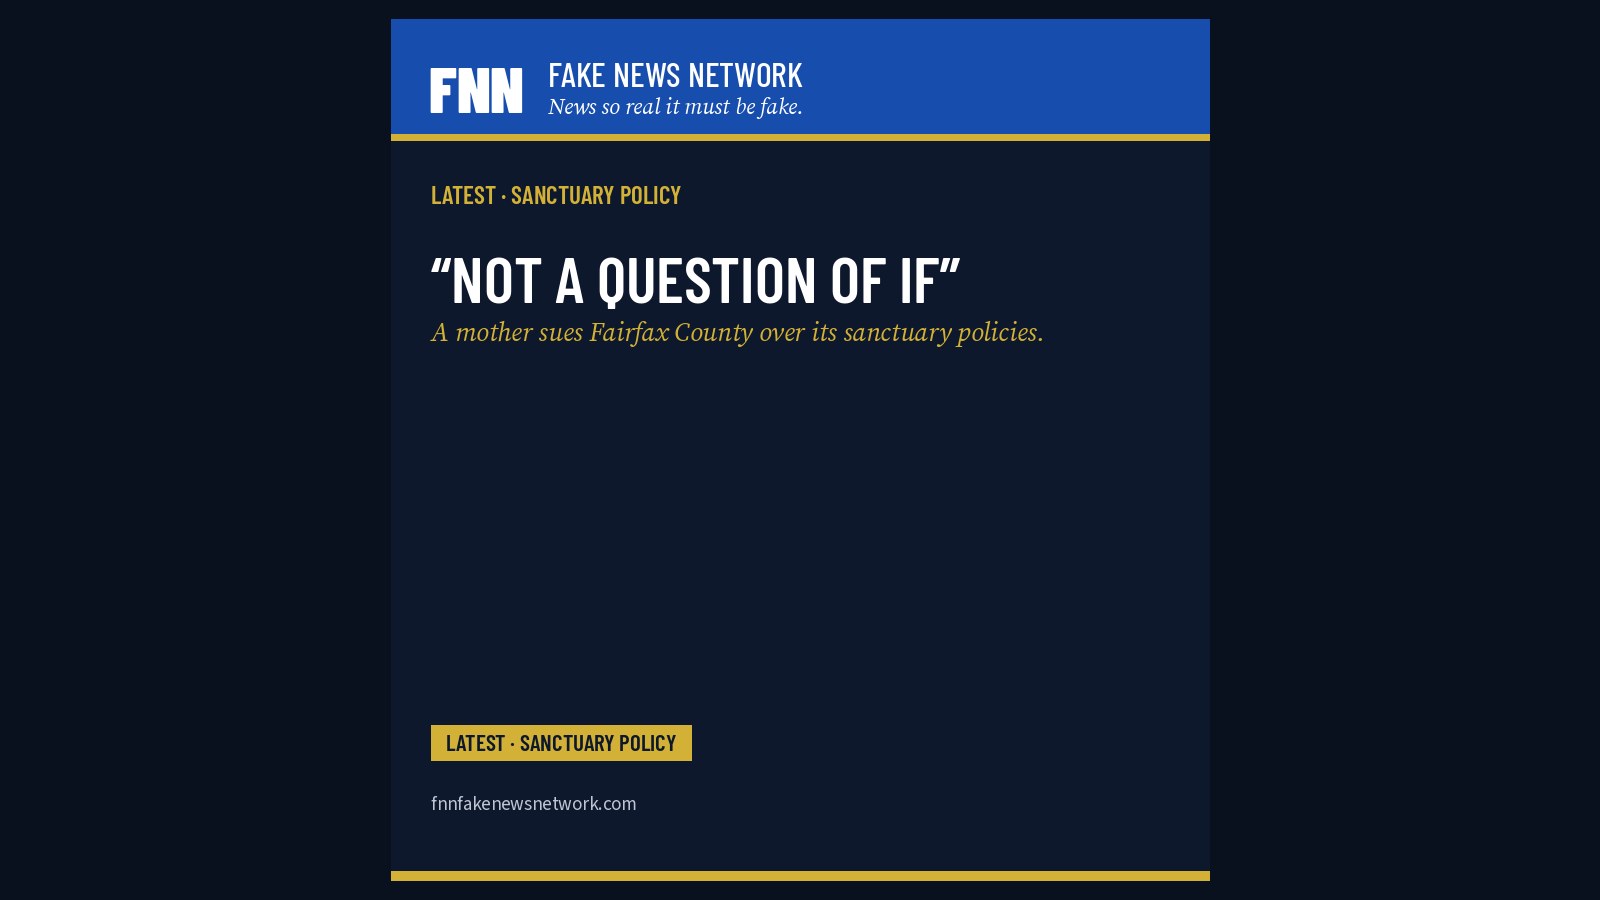 FNN
FAKE NEWS NETWORK
News so real it must be fake.
LATEST · SANCTUARY POLICY
“NOT A QUESTION OF IF”
A mother sues Fairfax County over its sanctuary policies.
LATEST · SANCTUARY POLICY
fnnfakenewsnetwork.com